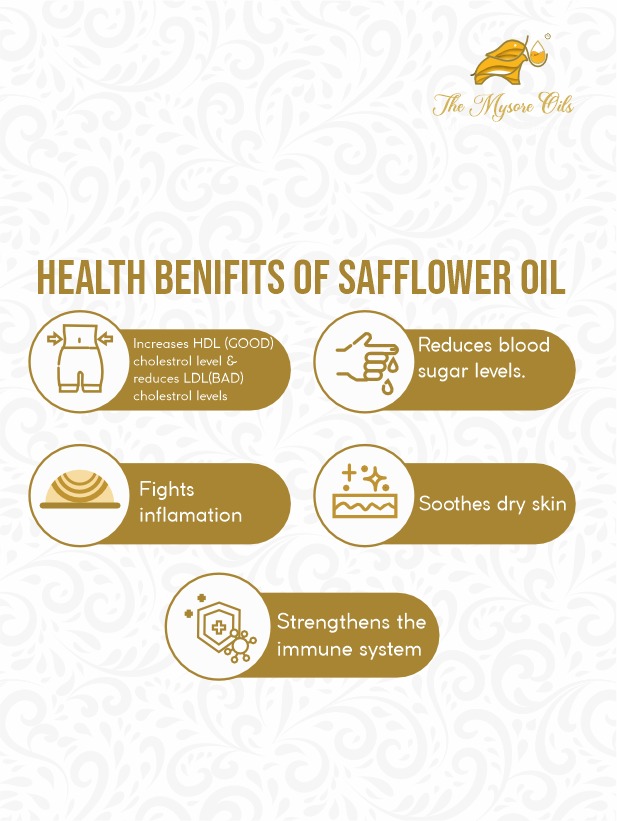 The Mysore Oils
HEALTH BENIFITS OF SAFFLOWER OIL
Increases HDL (GOOD)
cholestrol level &
reduces LDL(BAD)
cholestrol levels
Reduces blood
sugar levels.
Fights
inflamation
Soothes dry skin
Strengthens the
immune system